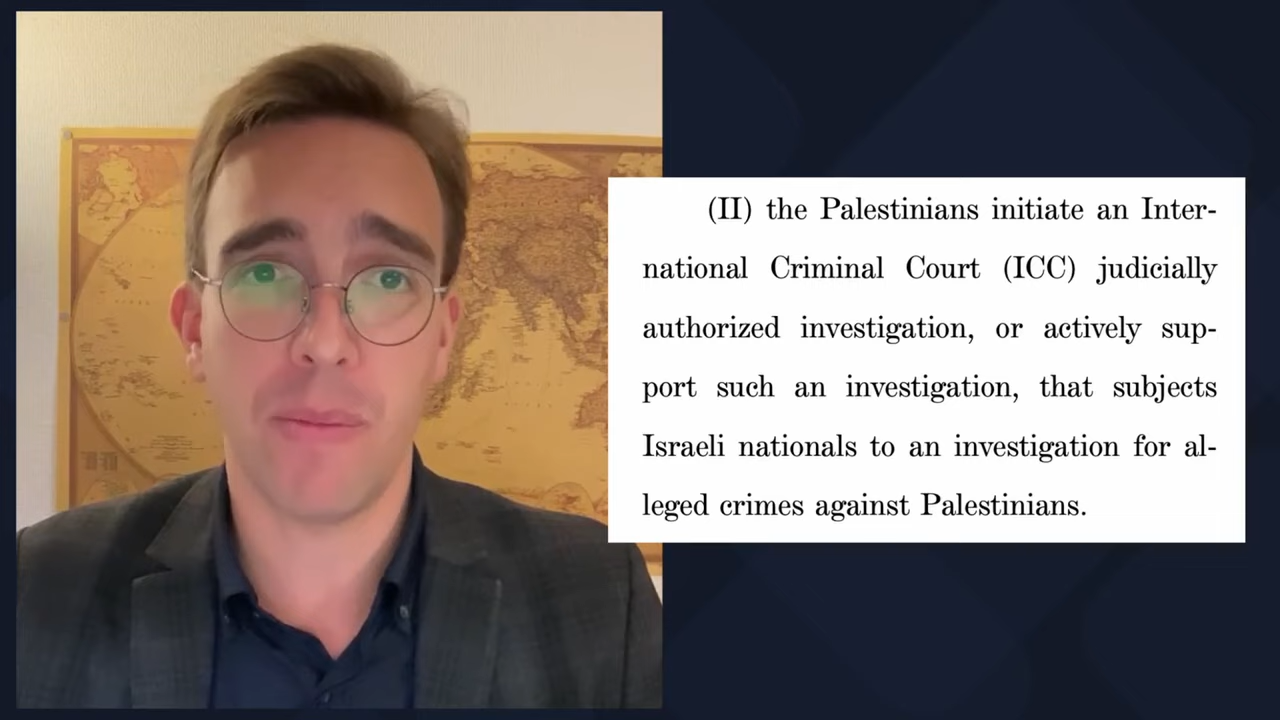 (II) the Palestinians initiate an Inter-
national Criminal Court (ICC) judicially
authorized investigation, or actively sup-
port such an investigation, that subjects
Israeli nationals to an investigation for al-
leged crimes against Palestinians.